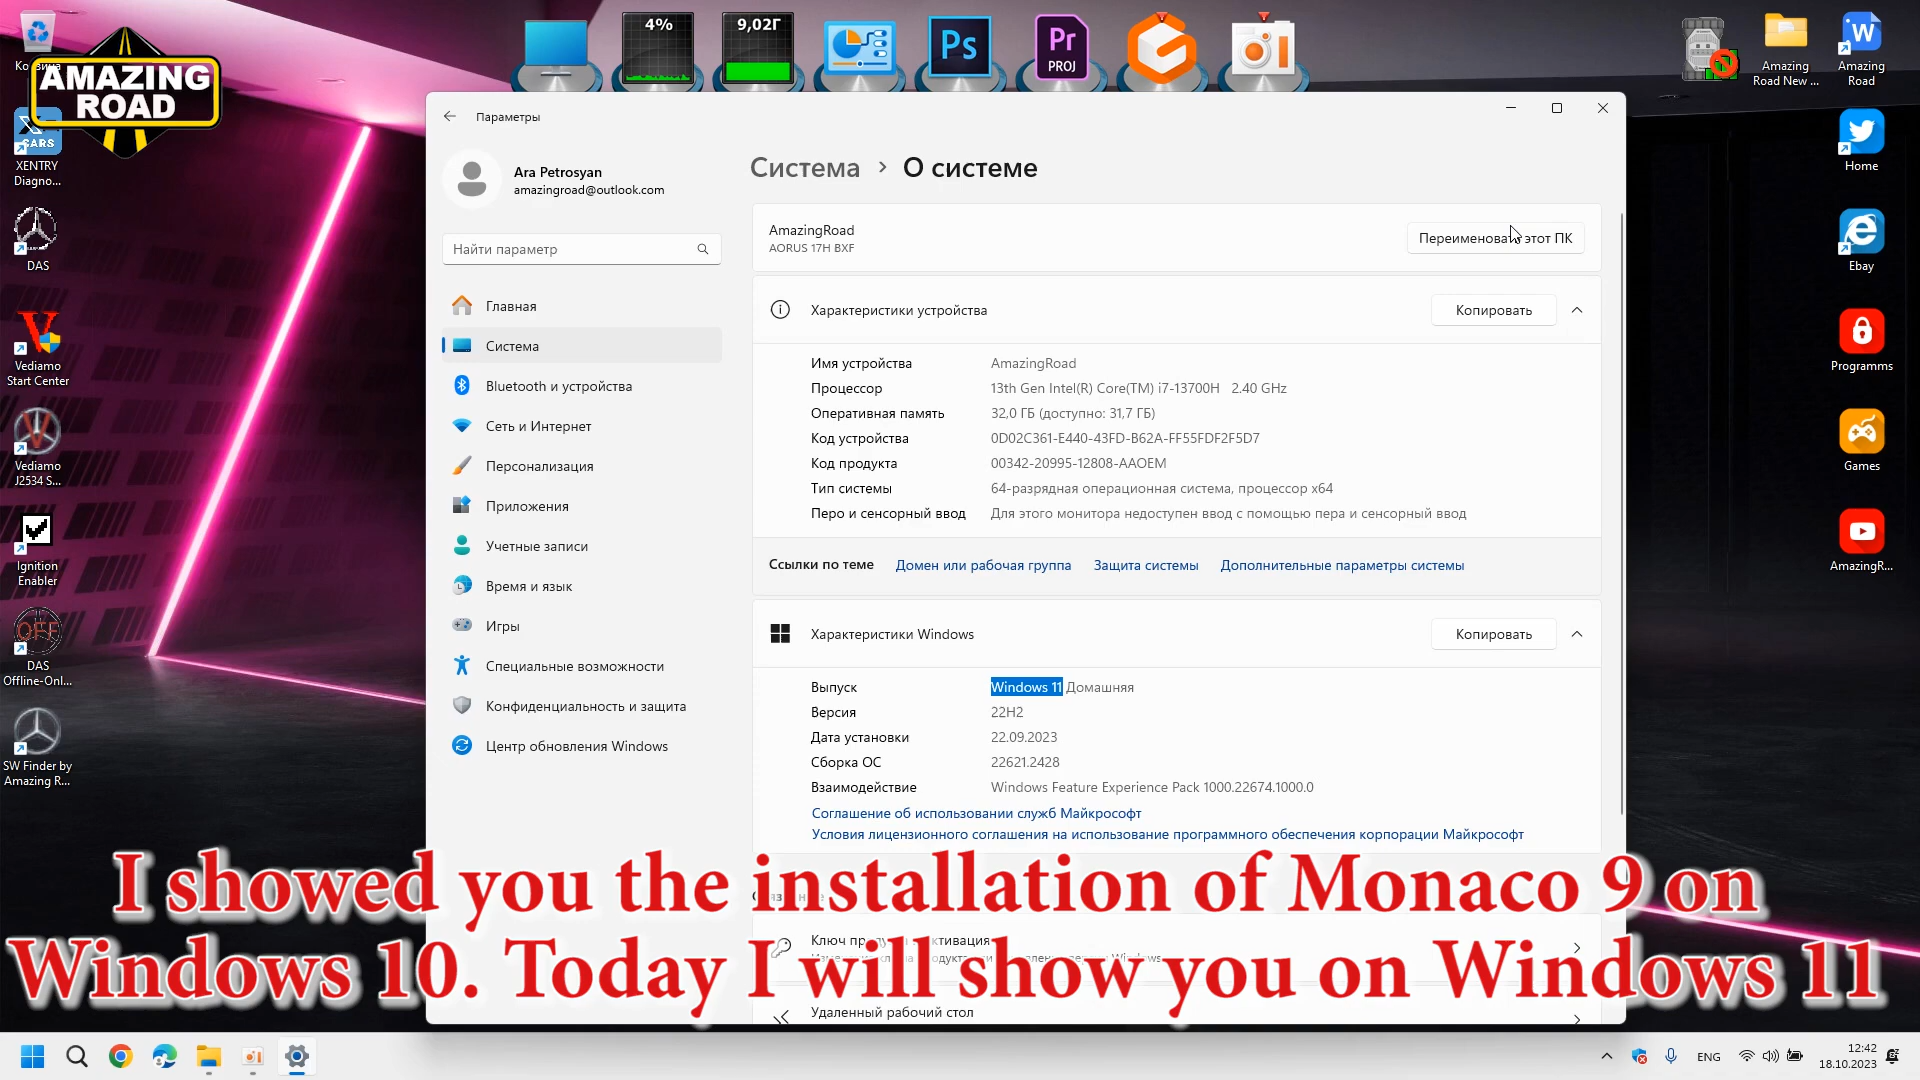 4%
9,02Г
Ps
Pr
PROJ
Amazing
Road New ...
W
Amazing
Road
AMAZING
ROAD
Параметры
CARS
XENTRY
Diagno...
Home
Ara Petrosyan
amazingroad@outlook.com
Система > О системе
AmazingRoad
AORUS 17H BXF
Переименовать этот ПК
Найти параметр
DAS
Ebay
Главная
Система
Bluetooth и устройства
Сеть и Интернет
Персонализация
Приложения
Учетные записи
Время и язык
Игры
Специальные возможности
Конфиденциальность и защита
Центр обновления Windows
Характеристики устройства
Копировать
Имя устройства AmazingRoad
Процессор 13th Gen Intel(R) Core(TM) i7-13700H 2.40 GHz
Оперативная память 32,0 ГБ (доступно: 31,7 ГБ)
Код устройства 0D02C361-E440-43FD-B62A-FF55FDF2F5D7
Код продукта 00342-20995-12808-AAOEM
Тип системы 64-разрядная операционная система, процессор x64
Перо и сенсорный ввод Для этого монитора недоступен ввод с помощью пера и сенсорный ввод
Ссылки по теме Домен или рабочая группа Защита системы Дополнительные параметры системы
Характеристики Windows
Копировать
Выпуск Windows 11 Домашняя
Версия 22H2
Дата установки 22.09.2023
Сборка ОС 22621.2428
Взаимодействие Windows Feature Experience Pack 1000.22674.1000.0
Соглашение об использовании служб Майкрософт
Условия лицензионного соглашения на использование программного обеспечения корпорации Майкрософт
Vediamo
Start Center
Vediamo
J2534 S...
Ignition
Enabler
OFF
DAS
Offline-Onl...
SW Finder by
Amazing R...
Programms
Games
AmazingR...
I showed you the installation of Monaco 9 on
Windows 10. Today I will show you on Windows 11
Удаленный рабочий стол
ENG
12:42
18.10.2023